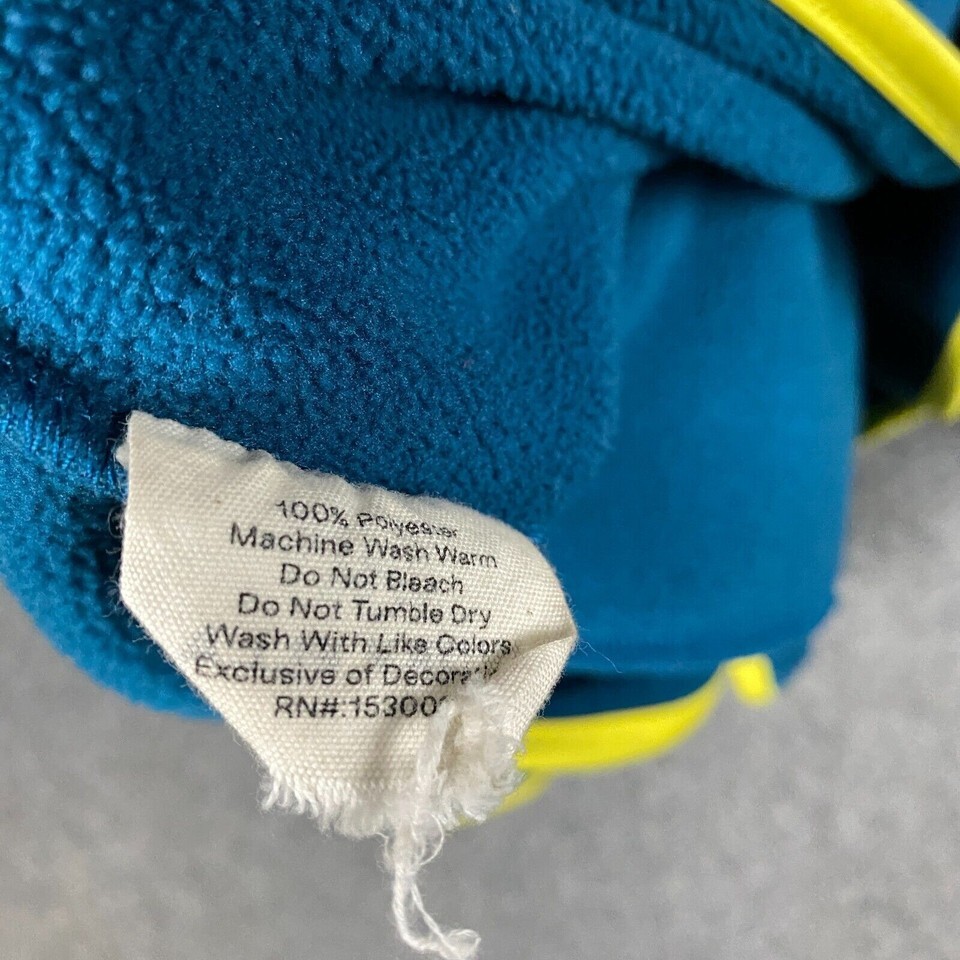 100% Polyester
Machine Wash Warm
Do Not Bleach
Do Not Tumble Dry
Wash With Like Colors
Exclusive of
RN#: